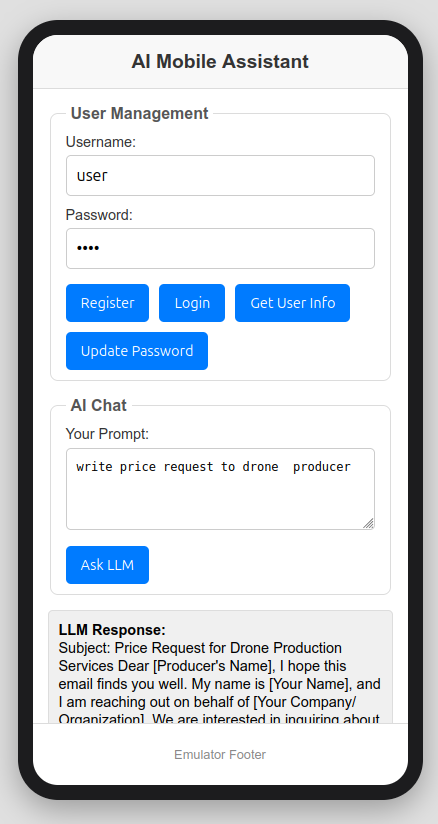 AI Mobile Assistant
User Management
Username:
user
Password:
••••
Register Login Get User Info
Update Password
AI Chat
Your Prompt:
write price request to drone  producer
Ask LLM
LLM Response:
Subject: Price Request for Drone Production
Services Dear [Producer's Name], I hope this
email finds you well. My name is [Your Name], and
I am reaching out on behalf of [Your Company/
Organization]. We are interested in inquiring about
Emulator Footer